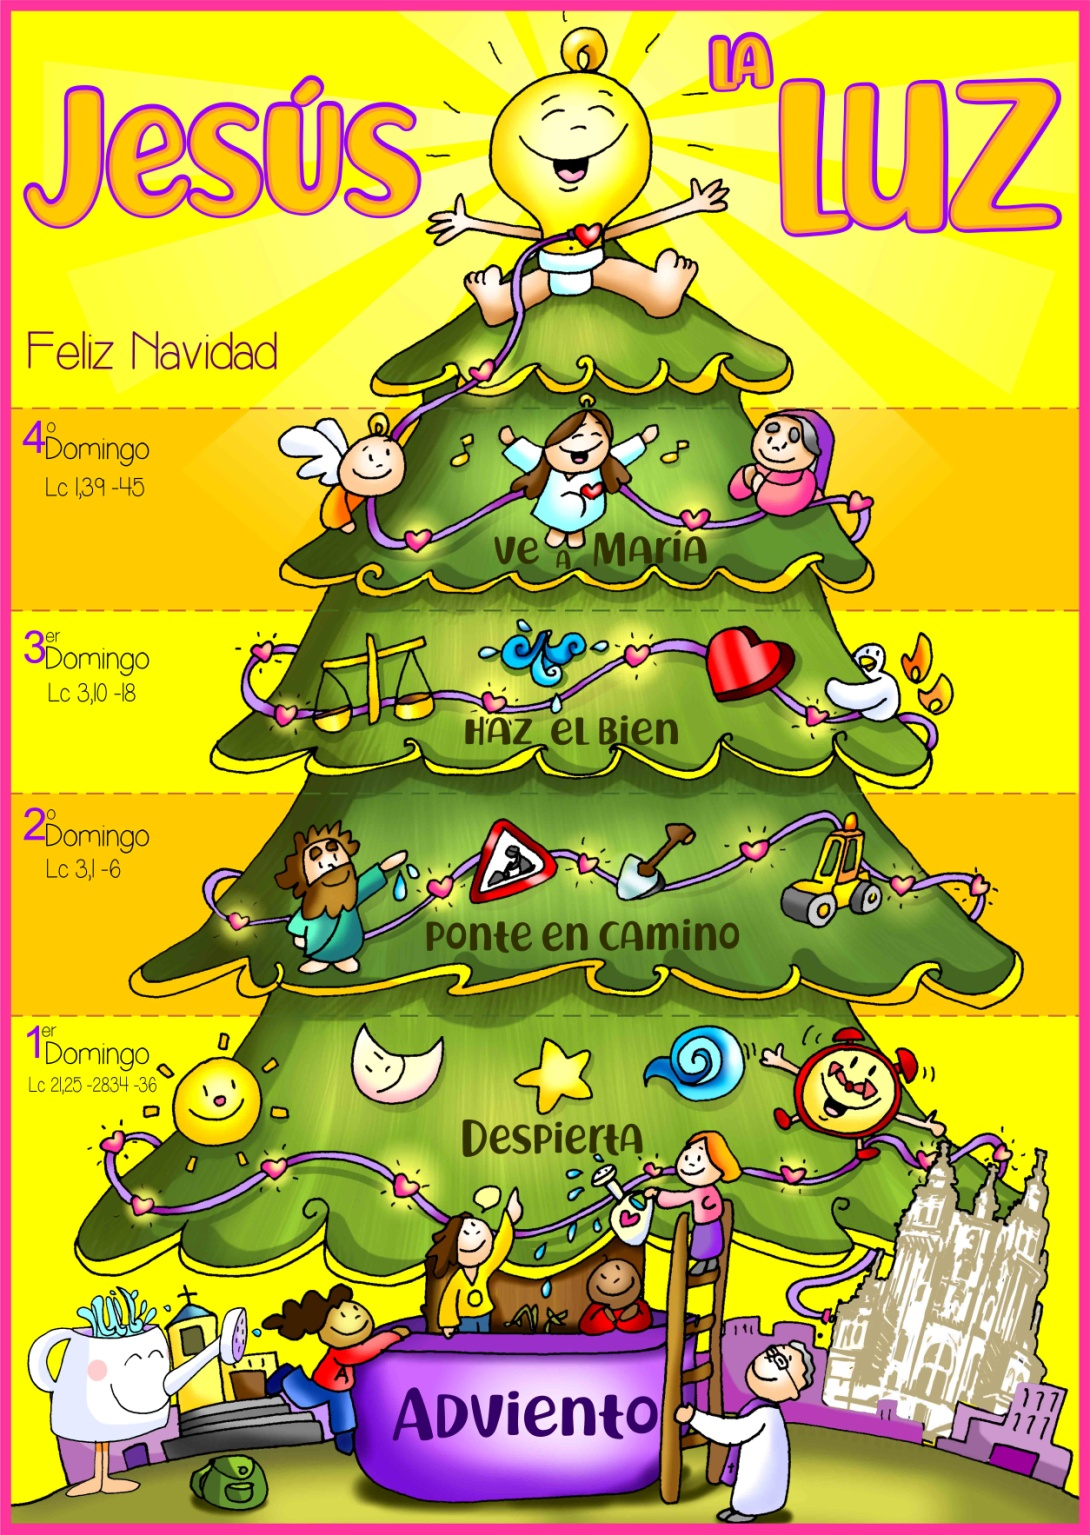 Jesús LA LUZ
Feliz Navidad
4º Domingo
Lc 1,39 -45
Ve A María
3er Domingo
Lc 3,10 -18
Haz el Bien
2º Domingo
Lc 3,1 -6
Ponte en camino
1er Domingo
Lc 21,25 -2834 -36
Despierta
A
C
Adviento